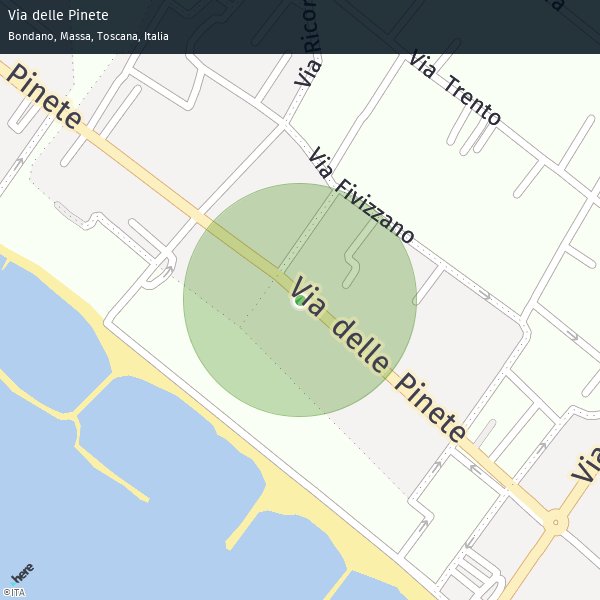 Via delle Pinete
Bondano, Massa, Toscana, Italia
Via Ricor
Via Trento
Pinete
Via Fivizzano
Via delle Pinete
Via
here
©ITA